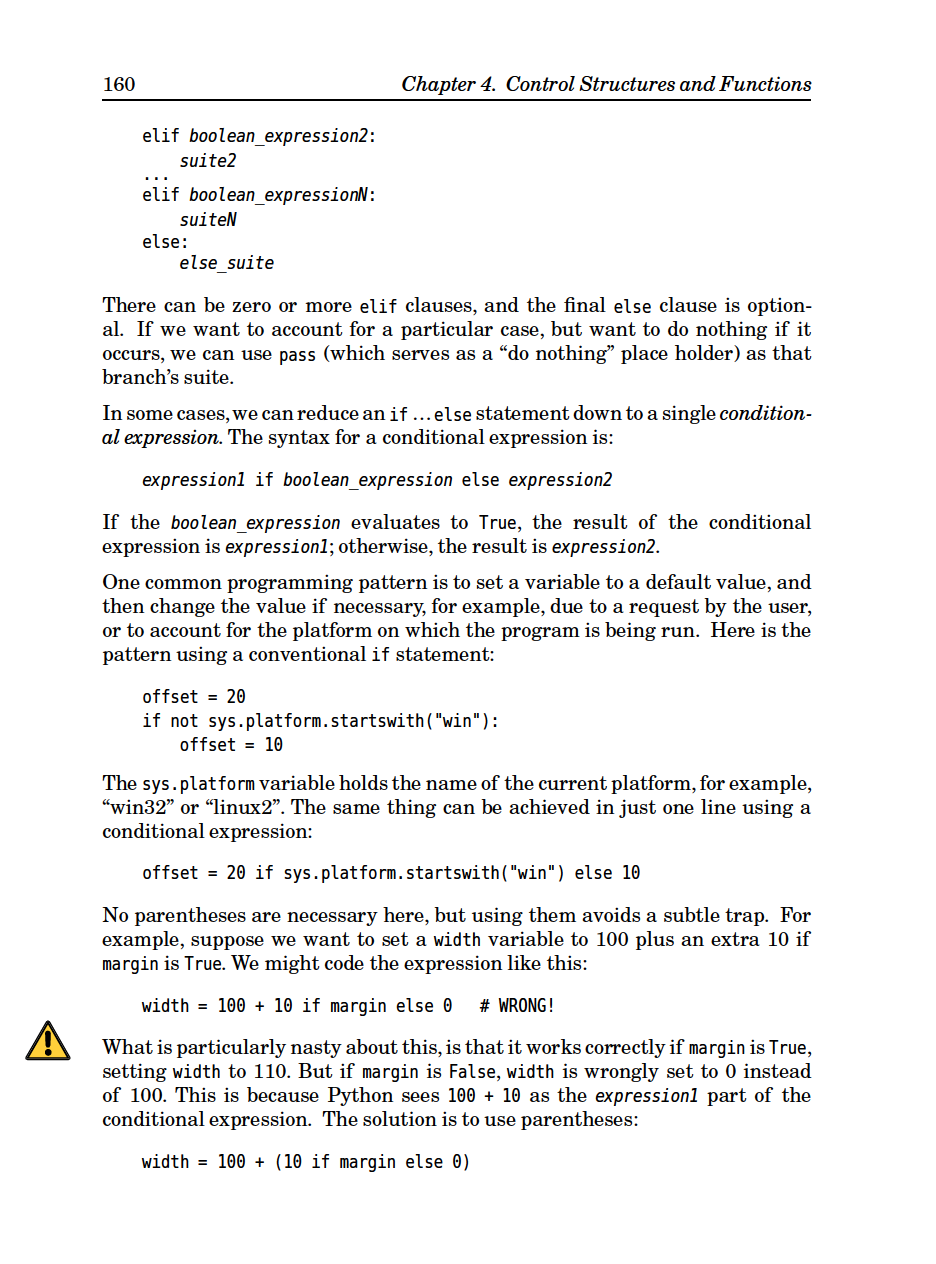 160 Chapter 4. Control Structures and Functions
elif boolean_expression2:
    suite2
...
elif boolean_expressionN:
    suiteN
else:
    else_suite
There can be zero or more elif clauses, and the final else clause is option-
al. If we want to account for a particular case, but want to do nothing if it
occurs, we can use pass (which serves as a “do nothing” place holder) as that
branch’s suite.
In some cases, we can reduce an if ... else statement down to a single condition-
al expression. The syntax for a conditional expression is:
expression1 if boolean_expression else expression2
If the boolean_expression evaluates to True, the result of the conditional
expression is expression1; otherwise, the result is expression2.
One common programming pattern is to set a variable to a default value, and
then change the value if necessary, for example, due to a request by the user,
or to account for the platform on which the program is being run. Here is the
pattern using a conventional if statement:
offset = 20
if not sys.platform.startswith("win"):
    offset = 10
The sys.platform variable holds the name of the current platform, for example,
“win32” or “linux2”. The same thing can be achieved in just one line using a
conditional expression:
offset = 20 if sys.platform.startswith("win") else 10
No parentheses are necessary here, but using them avoids a subtle trap. For
example, suppose we want to set a width variable to 100 plus an extra 10 if
margin is True. We might code the expression like this:
width = 100 + 10 if margin else 0   # WRONG!
What is particularly nasty about this, is that it works correctly if margin is True,
setting width to 110. But if margin is False, width is wrongly set to 0 instead
of 100. This is because Python sees 100 + 10 as the expression1 part of the
conditional expression. The solution is to use parentheses:
width = 100 + (10 if margin else 0)